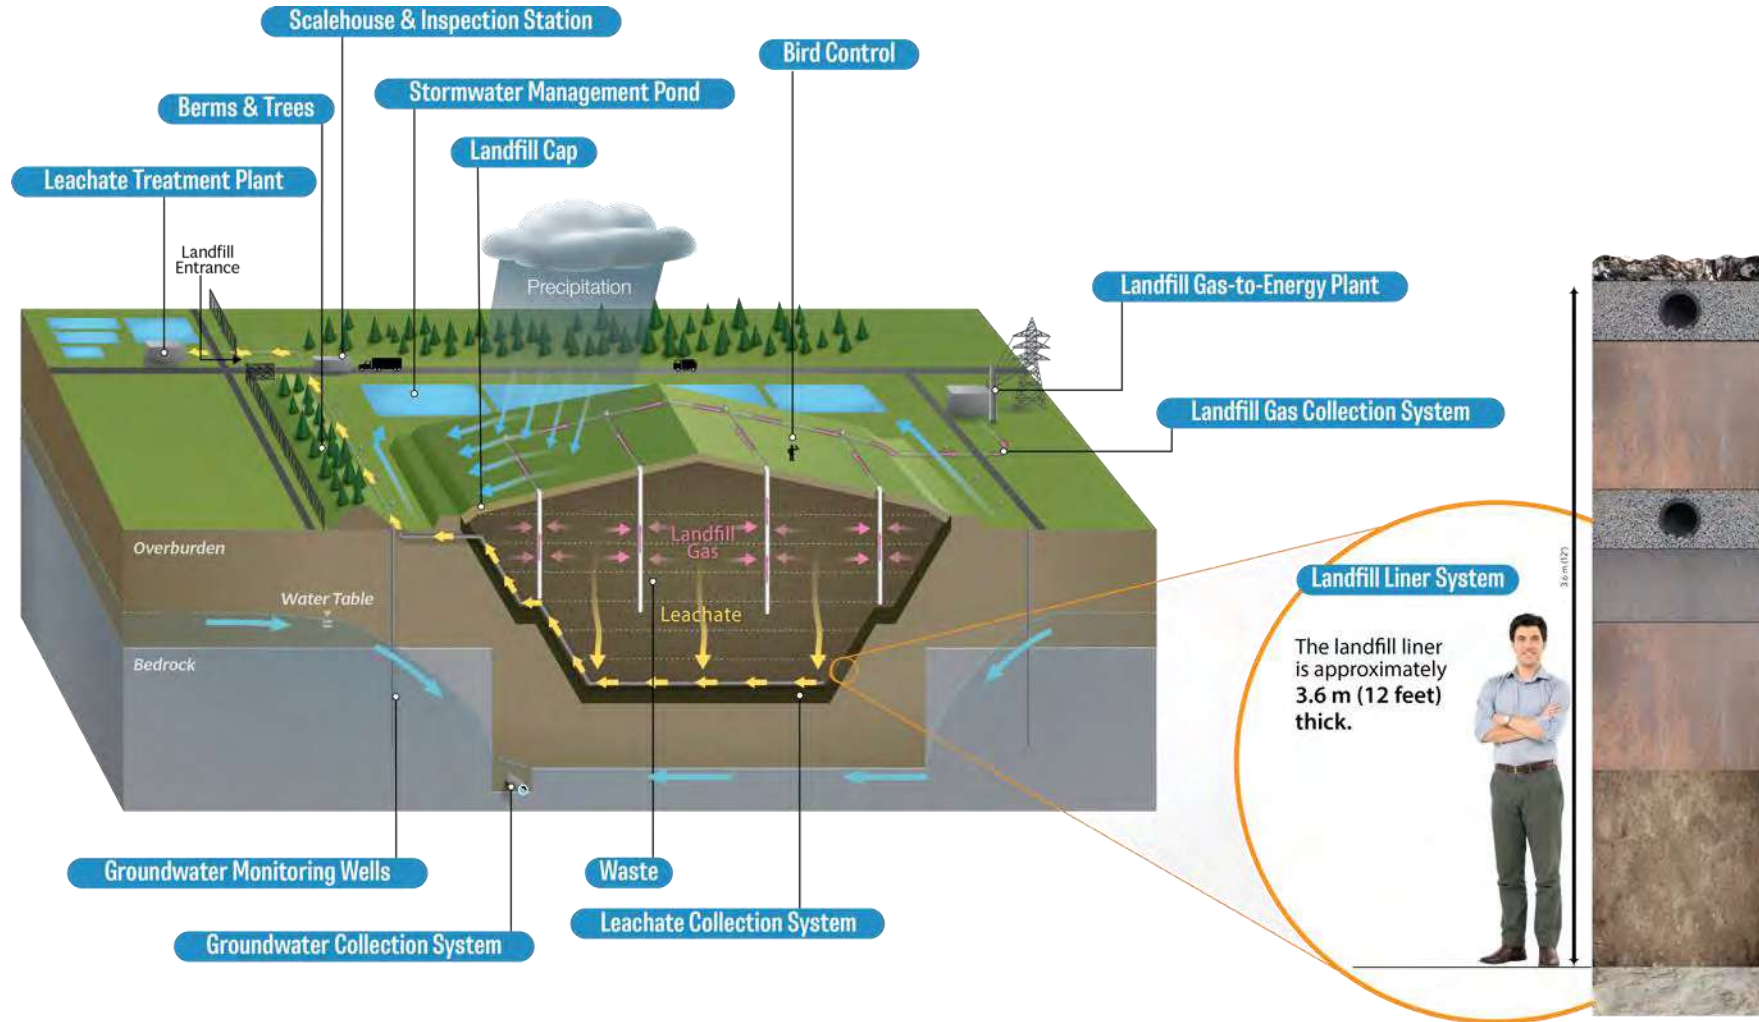 Scalehouse & Inspection Station
Bird Control
Stormwater Management Pond
Berms & Trees
Landfill Cap
Leachate Treatment Plant
Landfill
Entrance
Precipitation
Landfill Gas-to-Energy Plant
Landfill Gas Collection System
Overburden
Landfill
Gas
Water Table
Leachate
Bedrock
Landfill Liner System
3.6 m (12')
The landfill liner
is approximately
3.6 m (12 feet)
thick.
Groundwater Monitoring Wells
Waste
Leachate Collection System
Groundwater Collection System